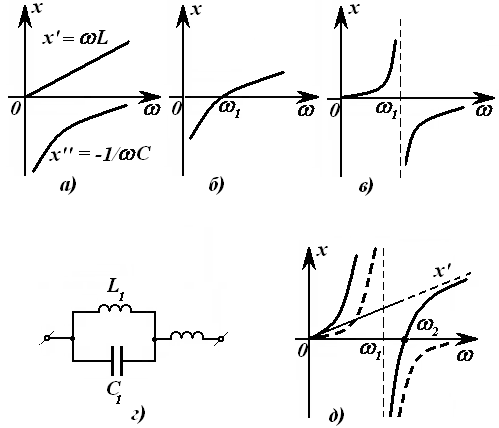 x
x' = ωL
0
ω
x'' = -1/ωC
а)
x
0
ω1
ω
б)
x
0
ω1
ω
в)
L1
C1
г)
x
x'
0
ω1
ω2
ω
д)